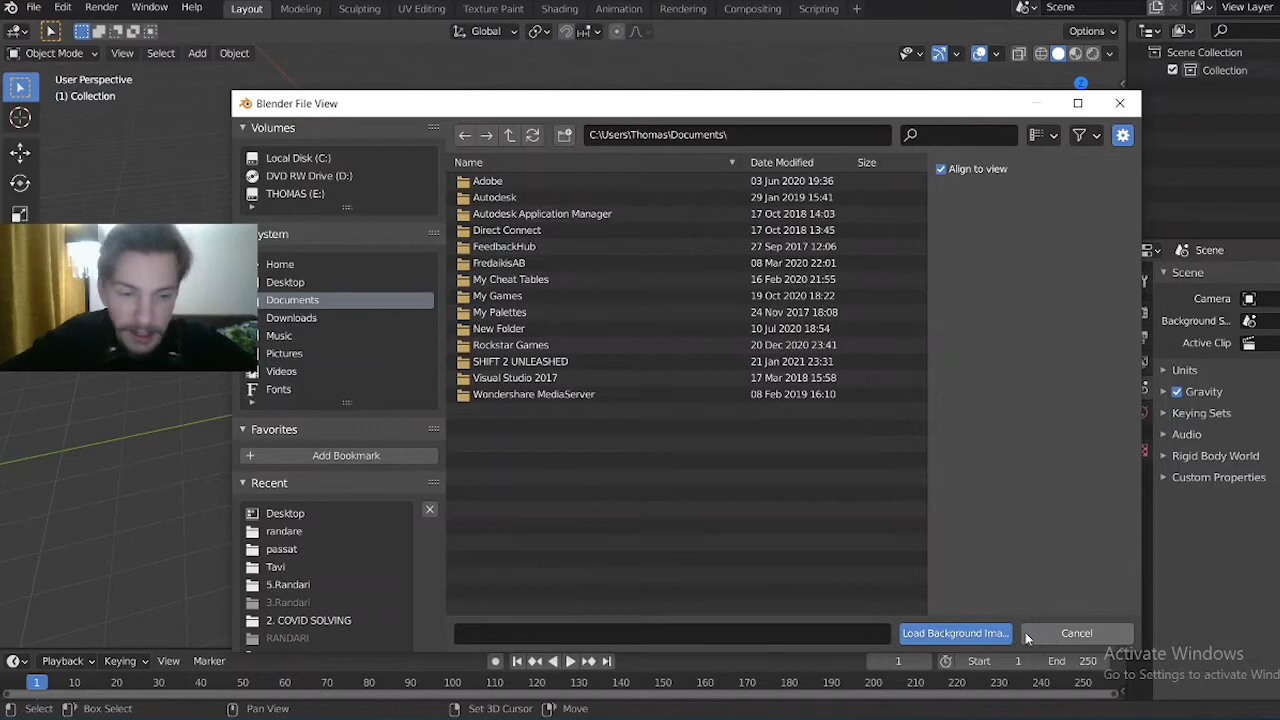 File Edit Render Window Help Layout Modeling Sculpting UV Editing Texture Paint Shading Animation Rendering Compositing Scripting + Scene View Layer
Global Options
Object Mode View Select Add Object Scene Collection
Collection
User Perspective
(1) Collection
Z
Blender File View
Volumes
Local Disk (C:)
DVD RW Drive (D:)
THOMAS (E:)
Home
Desktop
Documents
Downloads
Music
Pictures
Videos
Fonts
Favorites
Add Bookmark
Recent
Desktop
randare
passat
Tavi
5.Randari
3.Randari
2. COVID SOLVING
RANDARI
C:\Users\Thomas\Documents\
Name Date Modified Size
Adobe 03 Jun 2020 19:36
Autodesk 29 Jan 2019 15:41
Autodesk Application Manager 17 Oct 2018 14:03
Direct Connect 17 Oct 2018 13:45
FeedbackHub 27 Sep 2017 12:06
FredaikisAB 08 Mar 2020 22:01
My Cheat Tables 16 Feb 2020 21:55
My Games 19 Oct 2020 18:22
My Palettes 24 Nov 2017 18:08
New Folder 10 Jul 2020 18:54
Rockstar Games 20 Dec 2020 23:41
SHIFT 2 UNLEASHED 21 Jan 2021 23:31
Visual Studio 2017 17 Mar 2018 15:58
Wondershare MediaServer 08 Feb 2019 16:10
Align to view
Load Background Ima... Cancel
Scene
Scene
Camera
Background S...
Active Clip
Units
Gravity
Keying Sets
Audio
Rigid Body World
Custom Properties
Activate Windows
Go to Settings to activate Wind
Playback Keying View Marker 1 Start 1 End 250
1 10 20 30 40 50 60 70 80 90 100 110 120 130 140 150 160 170 180 190 200 210 220 230 240 250
Select Box Select Pan View Set 3D Cursor Move